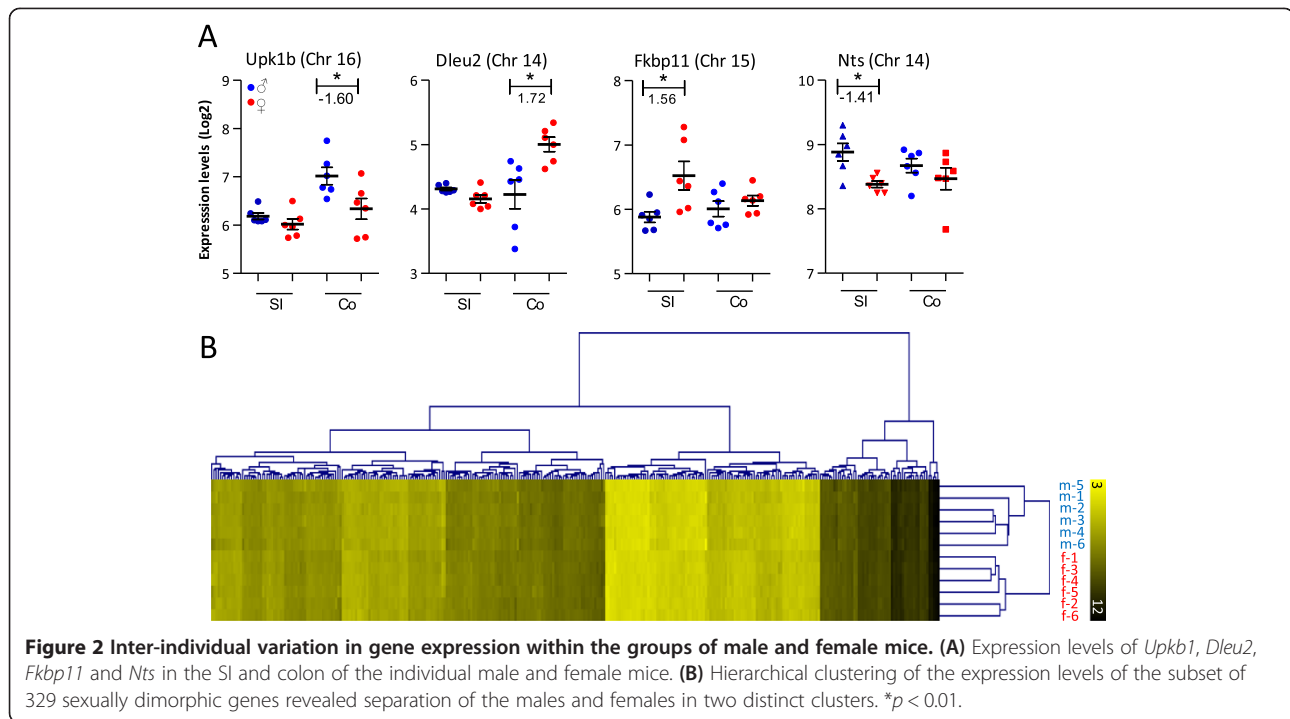 A
Upk1b (Chr 16)
Dleu2 (Chr 14)
Fkbp11 (Chr 15)
Nts (Chr 14)
Expresssion levels (Log2)
9
8
7
6
5
♂
♀
*
-1.60
SI
Co
6
5
4
3
*
1.72
SI
Co
8
7
6
5
*
1.56
SI
Co
10
9
8
7
*
-1.41
SI
Co
B
m-5
m-1
m-2
m-3
m-4
m-6
f-1
f-3
f-4
f-5
f-2
f-6
3
12
Figure 2 Inter-individual variation in gene expression within the groups of male and female mice. (A) Expression levels of Upkb1, Dleu2,
Fkbp11 and Nts in the SI and colon of the individual male and female mice. (B) Hierarchical clustering of the expression levels of the subset of
329 sexually dimorphic genes revealed separation of the males and females in two distinct clusters. *p < 0.01.